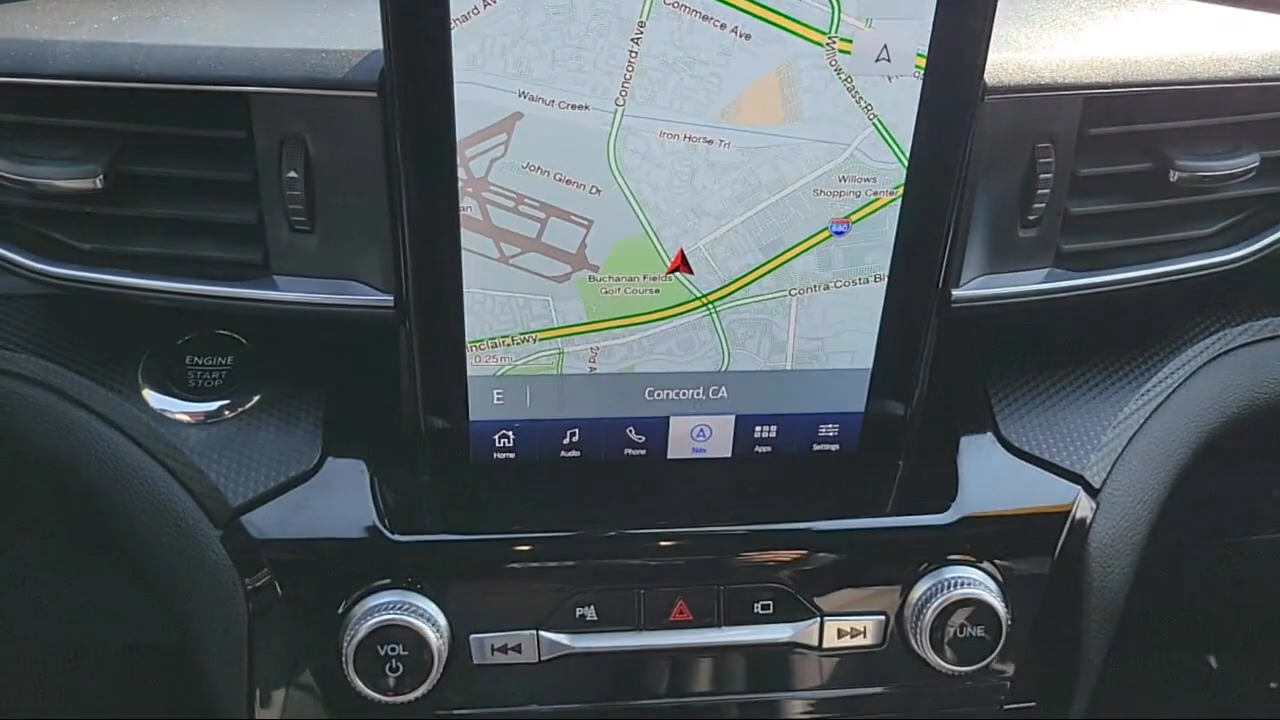 Commerce Ave
Concord Ave
Willow Pass Rd
Walnut Creek
Iron Horse Trl
John Glenn Dr
Willows
Shopping Center
680
Buchanan Fields
Golf Course
Contra Costa Bl
nclair Fwy
0.25mi
2nd A
E
Concord, CA
Home
Audio
Phone
Nav
Apps
Settings
ENGINE
START
STOP
VOL
TUNE